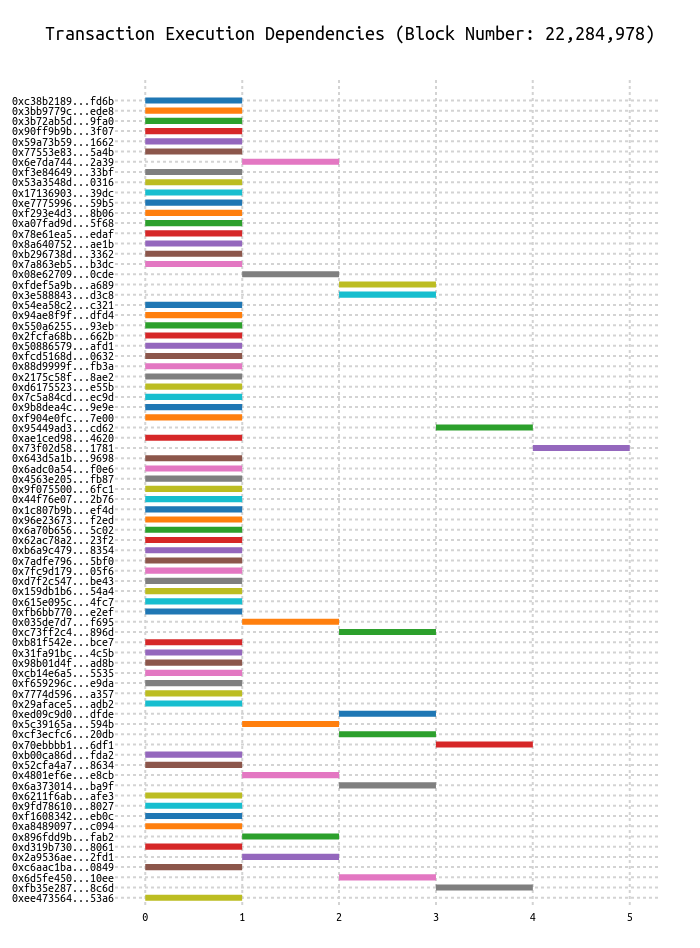 Transaction Execution Dependencies (Block Number: 22,284,978)
0xc38b2189...fd6b
0x3bb9779c...ede8
0x3b72ab5d...9fa0
0x90ff9b9b...3f07
0x59a73b59...1662
0x77553e83...5a4b
0x6e7da744...2a39
0xf3e84649...33bf
0x53a3548d...0316
0x17136903...39dc
0xe7775996...59b5
0xf293e4d3...8b06
0xa07fad9d...5f68
0x78e61ea5...edaf
0x8a640752...ae1b
0xb296738d...3362
0x7a863eb5...b3dc
0x08e62709...0cde
0xfdef5a9b...a689
0x3e588843...d3c8
0x54ea58c2...c321
0x94ae8f9f...dfd4
0x550a6255...93eb
0x2fcfa68b...662b
0x50886579...afd1
0xfcd5168d...0632
0x88d9999f...fb3a
0x2175c58f...8ae2
0xd6175523...e55b
0x7c5a84cd...ec9d
0x9b8dea4c...9e9e
0xf904e0fc...7e00
0x95449ad3...cd62
0xae1ced98...4620
0x73f02d58...1781
0x643d5a1b...9698
0x6adc0a54...f0e6
0x4563e205...fb87
0x9f075500...6fc1
0x44f76e07...2b76
0x1c807b9b...ef4d
0x96e23673...f2ed
0x6a70b656...5c02
0x62ac78a2...23f2
0xb6a9c479...8354
0x7adfe796...5bf0
0x7fc9d179...05f6
0xd7f2c547...be43
0x159db1b6...54a4
0x615e095c...4fc7
0xfb6bb770...e2ef
0x035de7d7...f695
0xc73ff2c4...896d
0xb81f542e...bce7
0x31fa91bc...4c5b
0x98b01d4f...ad8b
0xcb14e6a5...5535
0xf659296c...e9da
0x7774d596...a357
0x29aface5...adb2
0xed09c9d0...dfde
0x5c39165a...594b
0xcf3ecfc6...20db
0x70ebbbb1...6df1
0xb00ca86d...fda2
0x52cfa4a7...8634
0x4801ef6e...e8cb
0x6a373014...ba9f
0x6211f6ab...afe3
0x9fd78610...8027
0xf1608342...eb0c
0xa8489097...c094
0x896fdd9b...fab2
0xd319b730...8061
0x2a9536ae...2fd1
0xc6aac1ba...0849
0x6d5fe450...10ee
0xfb35e287...8c6d
0xee473564...53a6
0 1 2 3 4 5